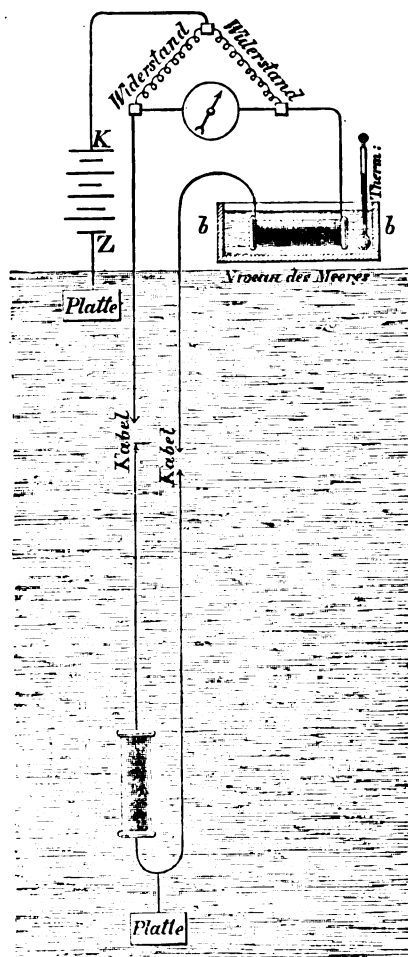 Widerstand
Widerstand
K
Z
Therm:
b
b
Niveau des Meeres
Platte
Kabel
Kabel
Platte